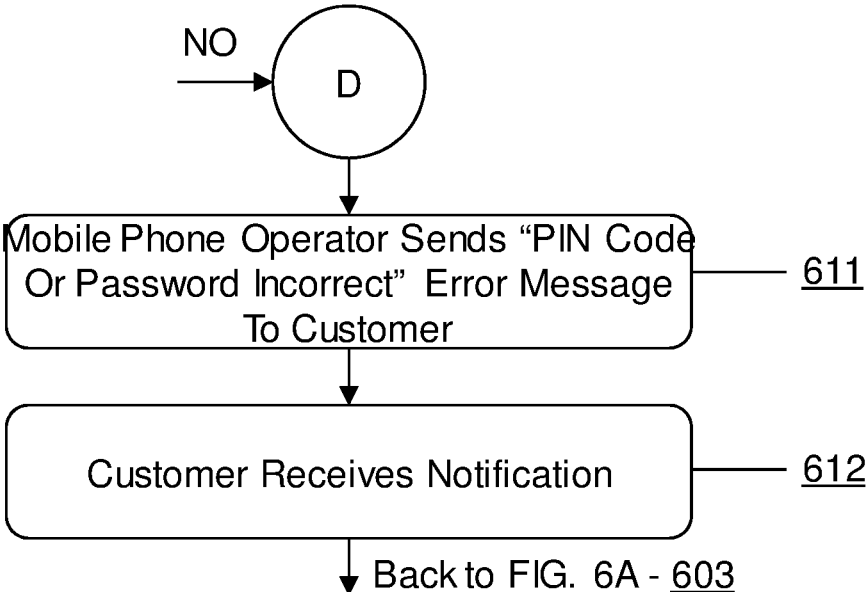 NO
D
Mobile Phone Operator Sends “PIN Code
Or Password Incorrect” Error Message
To Customer
611
Customer Receives Notification
612
Back to FIG. 6A - 603